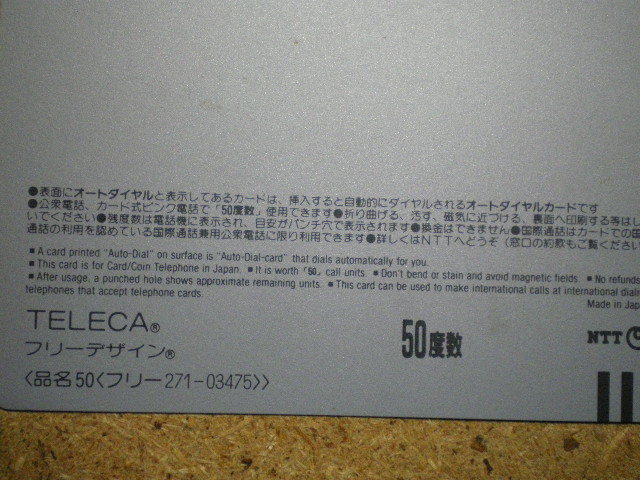 ●表面にオートダイヤルと表示してあるカードは、挿入すると自動的にダイヤルされるオートダイヤルカードです
●公衆電話、カード式ピンク電話で「50度数」使用できます●折り曲げる、汚す、磁気に近づける、裏面へ印刷する等はし
いでください●残度数は電話機に表示され、目安がパンチ穴で表示されます●換金はできません●国際通話はカードでの国
通話の利用を認めている国際通話兼用公衆電話に限り利用できます●詳しくはNTTへどうぞ（窓口の約款もご覧ください
■ A card printed "Auto-Dial" on surface is "Auto-Dial-card" that dials automatically for you.
■ This card is for Card/Coin Telephone in Japan. ■ It is worth「50」call units. ■ Don't bend or stain and avoid magnetic fields. ■ No refunds
■ After usage, a punched hole shows approximate remaining units. ■ This card can be used to make international calls at international dialin
telephones that accept telephone cards.
Made in Jap
TELECA®
フリーデザイン®
50度数
NTT
〈品名50〈フリー271-03475〉〉